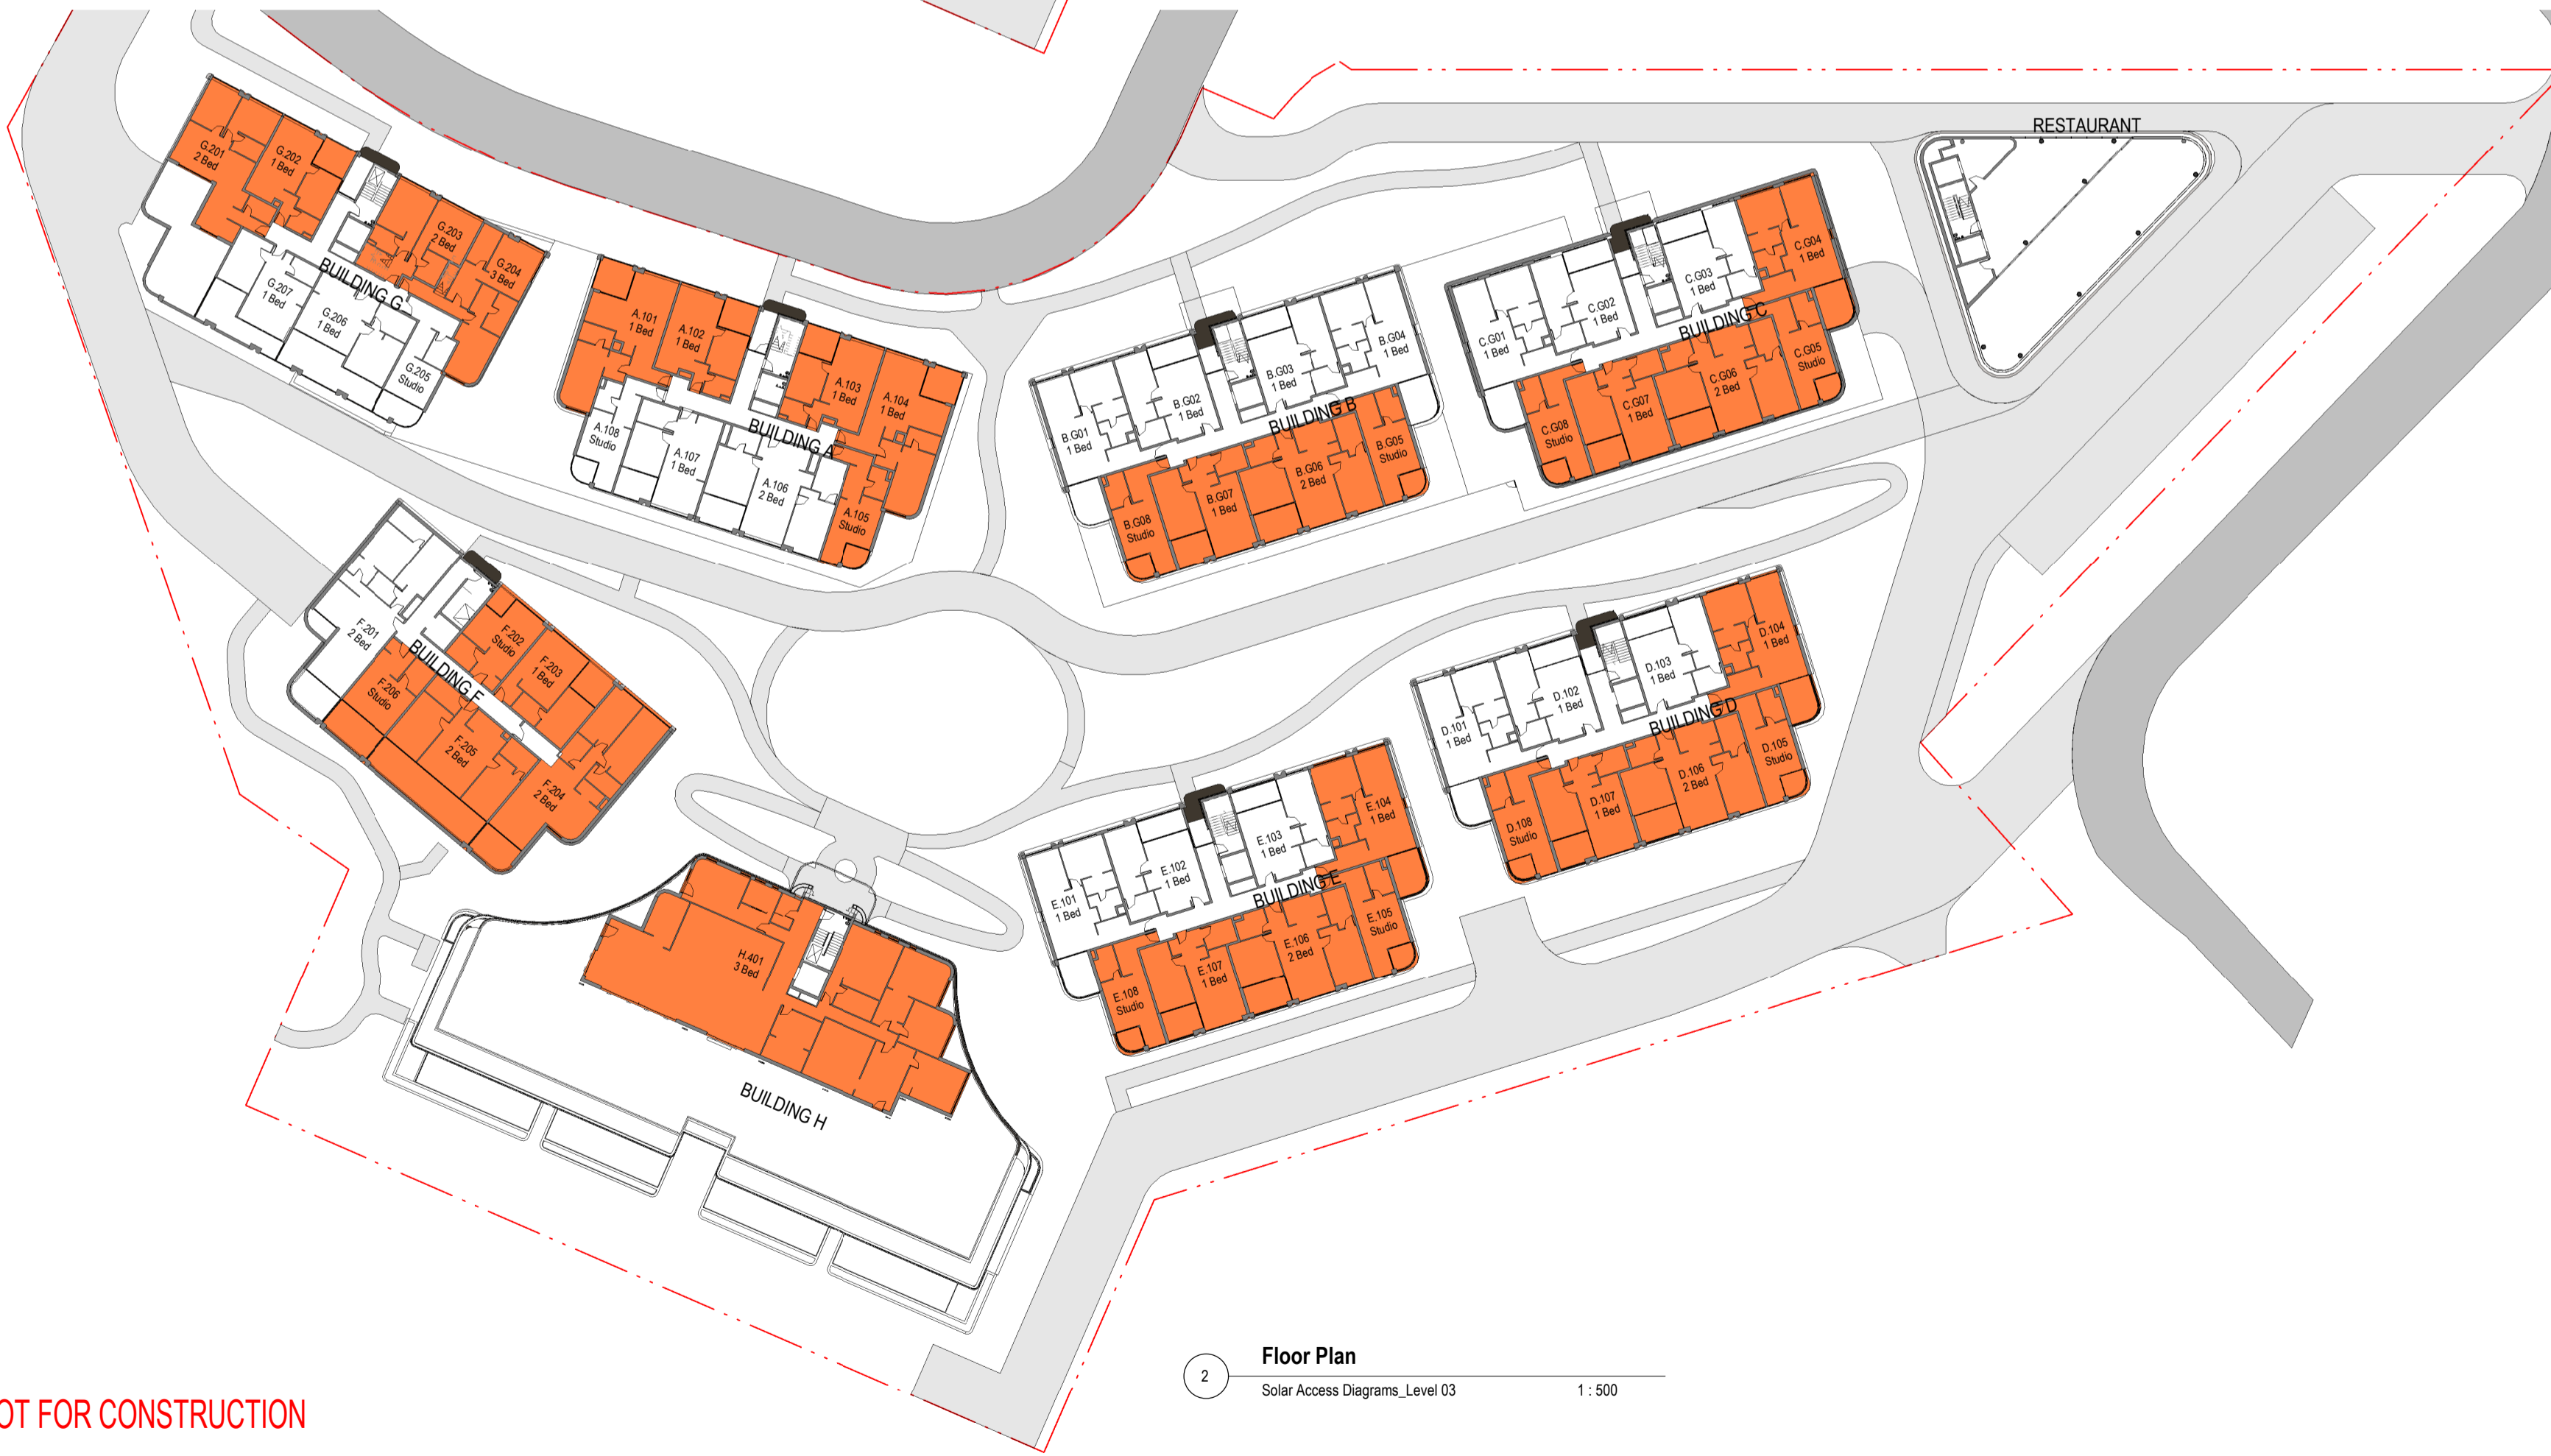 RESTAURANT
G.201
2 Bed
G.202
1 Bed
G.203
2 Bed
G.204
3 Bed
BUILDING G
G.207
1 Bed
G.206
1 Bed
G.205
Studio
A.101
1 Bed
A.102
1 Bed
A.103
1 Bed
A.104
1 Bed
BUILDING A
A.108
Studio
A.107
1 Bed
A.106
2 Bed
A.105
Studio
B.G01
1 Bed
B.G02
1 Bed
B.G03
1 Bed
B.G04
1 Bed
BUILDING B
B.G08
Studio
B.G07
1 Bed
B.G06
2 Bed
B.G05
Studio
C.G01
1 Bed
C.G02
1 Bed
C.G03
1 Bed
C.G04
1 Bed
BUILDING C
C.G08
Studio
C.G07
1 Bed
C.G06
2 Bed
C.G05
Studio
F.201
2 Bed
F.202
Studio
F.203
1 Bed
BUILDING F
F.206
Studio
F.205
2 Bed
F.204
2 Bed
D.101
1 Bed
D.102
1 Bed
D.103
1 Bed
D.104
1 Bed
BUILDING D
D.108
Studio
D.107
1 Bed
D.106
2 Bed
D.105
Studio
E.101
1 Bed
E.102
1 Bed
E.103
1 Bed
E.104
1 Bed
BUILDING E
E.108
Studio
E.107
1 Bed
E.106
2 Bed
E.105
Studio
H.401
3 Bed
BUILDING H
2
Floor Plan
Solar Access Diagrams_Level 03 1 : 500
OT FOR CONSTRUCTION